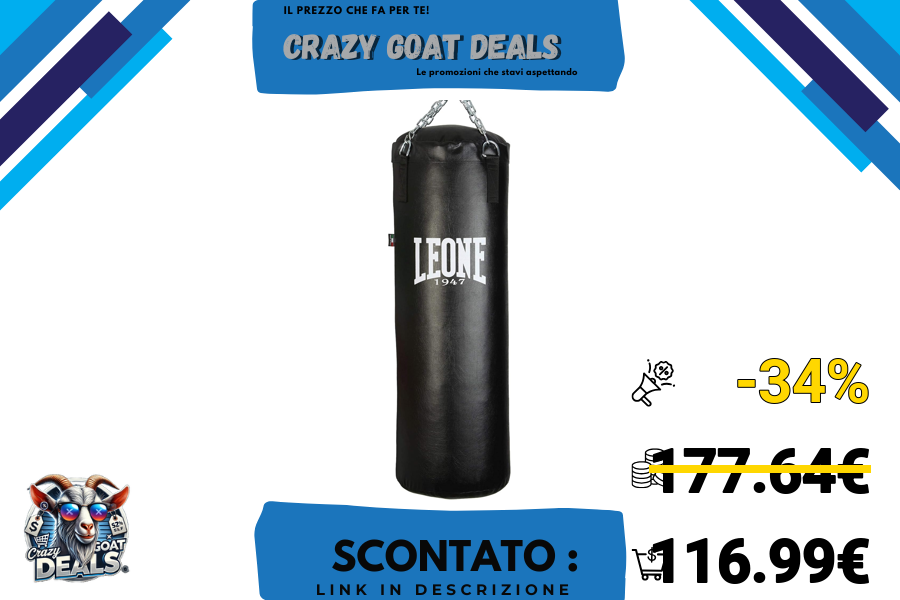 IL PREZZO CHE FA PER TE!
CRAZY GOAT DEALS
Le promozioni che stavi aspettando
LEONE
1947
-34%
177.64€
SCONTATO :
116.99€
LINK IN DESCRIZIONE
Crazy
GOAT
DEALS